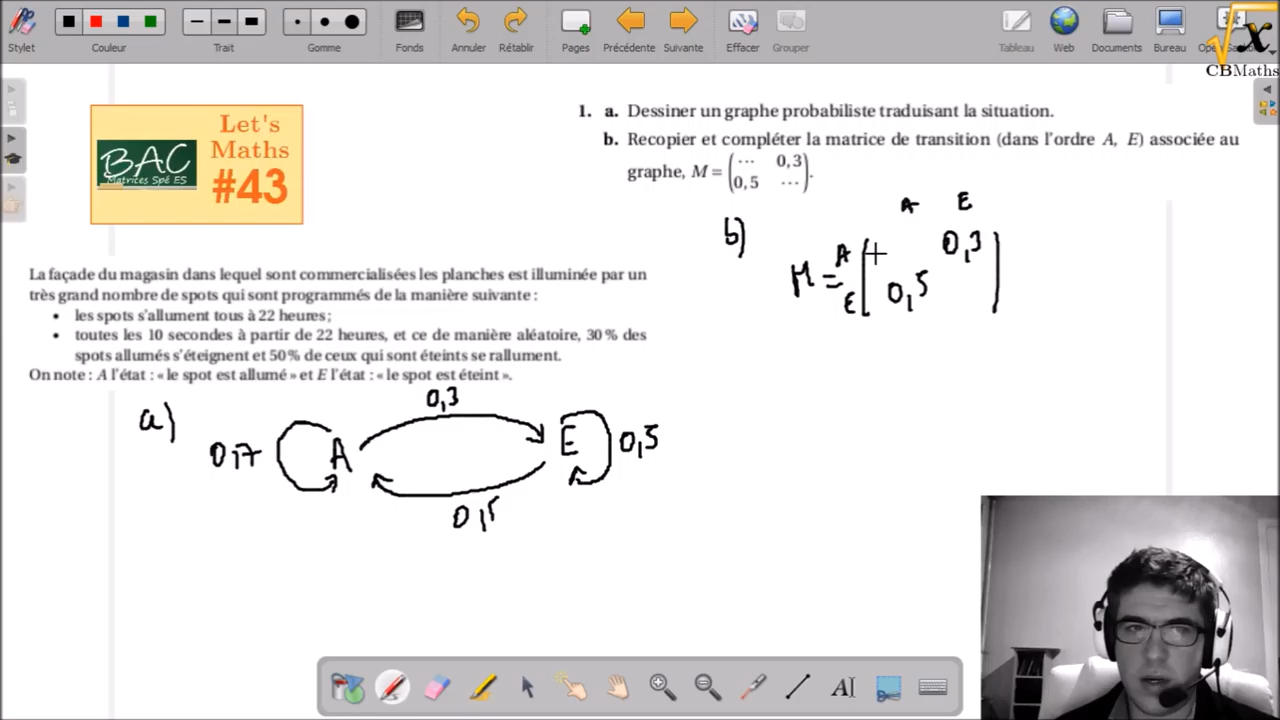 Stylet Couleur Trait Gomme Fonds Annuler Rétablir Pages Précédente Suivante Effacer Grouper Tableau Web Documents Bureau
x
CBMaths
Let's
Maths
#43
BAC
Matrices Spé ES
1. a. Dessiner un graphe probabiliste traduisant la situation.
b. Recopier et compléter la matrice de transition (dans l'ordre A, E) associée au
graphe, M = (··· 0,3
0,5 ···).
b)
A E
M = A 0,3
E 0,5
La façade du magasin dans lequel sont commercialisées les planches est illuminée par un
très grand nombre de spots qui sont programmés de la manière suivante :
• les spots s'allument tous à 22 heures ;
• toutes les 10 secondes à partir de 22 heures, et ce de manière aléatoire, 30 % des
spots allumés s'éteignent et 50 % de ceux qui sont éteints se rallument.
On note : A l'état : « le spot est allumé » et E l'état : « le spot est éteint ».
a)
0,3
0,7 A E 0,5
0,5